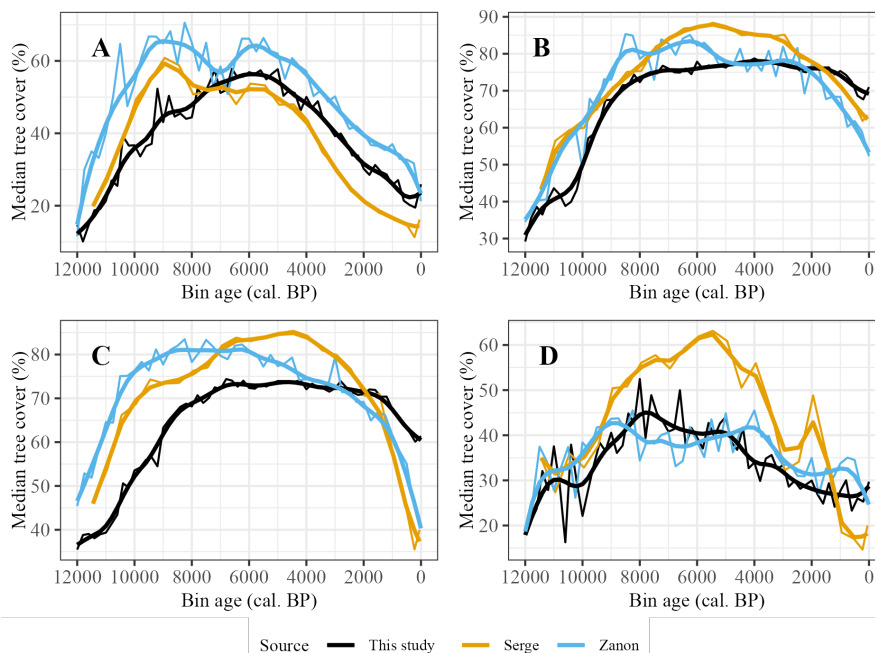 A
Median tree cover (%)
60
40
20
12000 10000 8000 6000 4000 2000 0
Bin age (cal. BP)
B
Median tree cover (%)
90
80
70
60
50
40
30
12000 10000 8000 6000 4000 2000 0
Bin age (cal. BP)
C
Median tree cover (%)
80
70
60
50
40
12000 10000 8000 6000 4000 2000 0
Bin age (cal. BP)
D
Median tree cover (%)
60
50
40
30
20
12000 10000 8000 6000 4000 2000 0
Bin age (cal. BP)
Source This study Serge Zanon